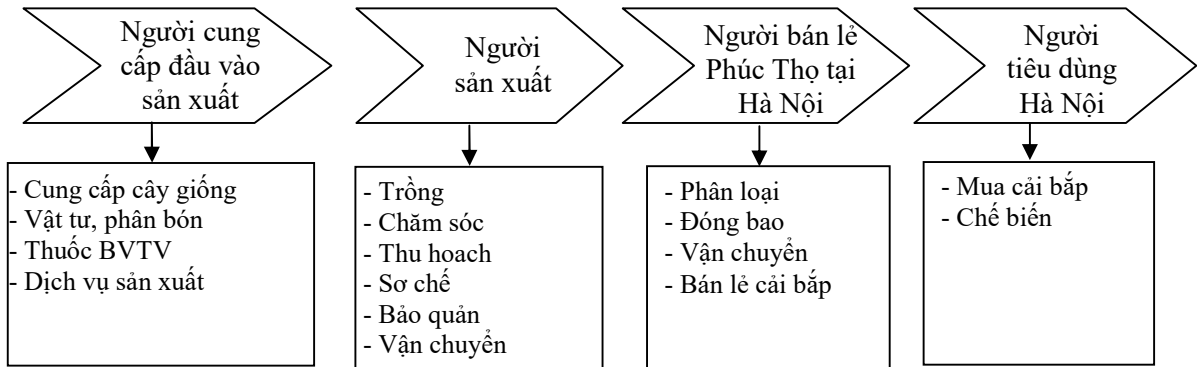 Người cung
cấp đầu vào
sản xuất
Người
sản xuất
Người bán lẻ
Phúc Thọ tại
Hà Nội
Người
tiêu dùng
Hà Nội
- Cung cấp cây giống
- Vật tư, phân bón
- Thuốc BVTV
- Dịch vụ sản xuất
- Trồng
- Chăm sóc
- Thu hoach
- Sơ chế
- Bảo quản
- Vận chuyển
- Phân loại
- Đóng bao
- Vận chuyển
- Bán lẻ cải bắp
- Mua cải bắp
- Chế biến